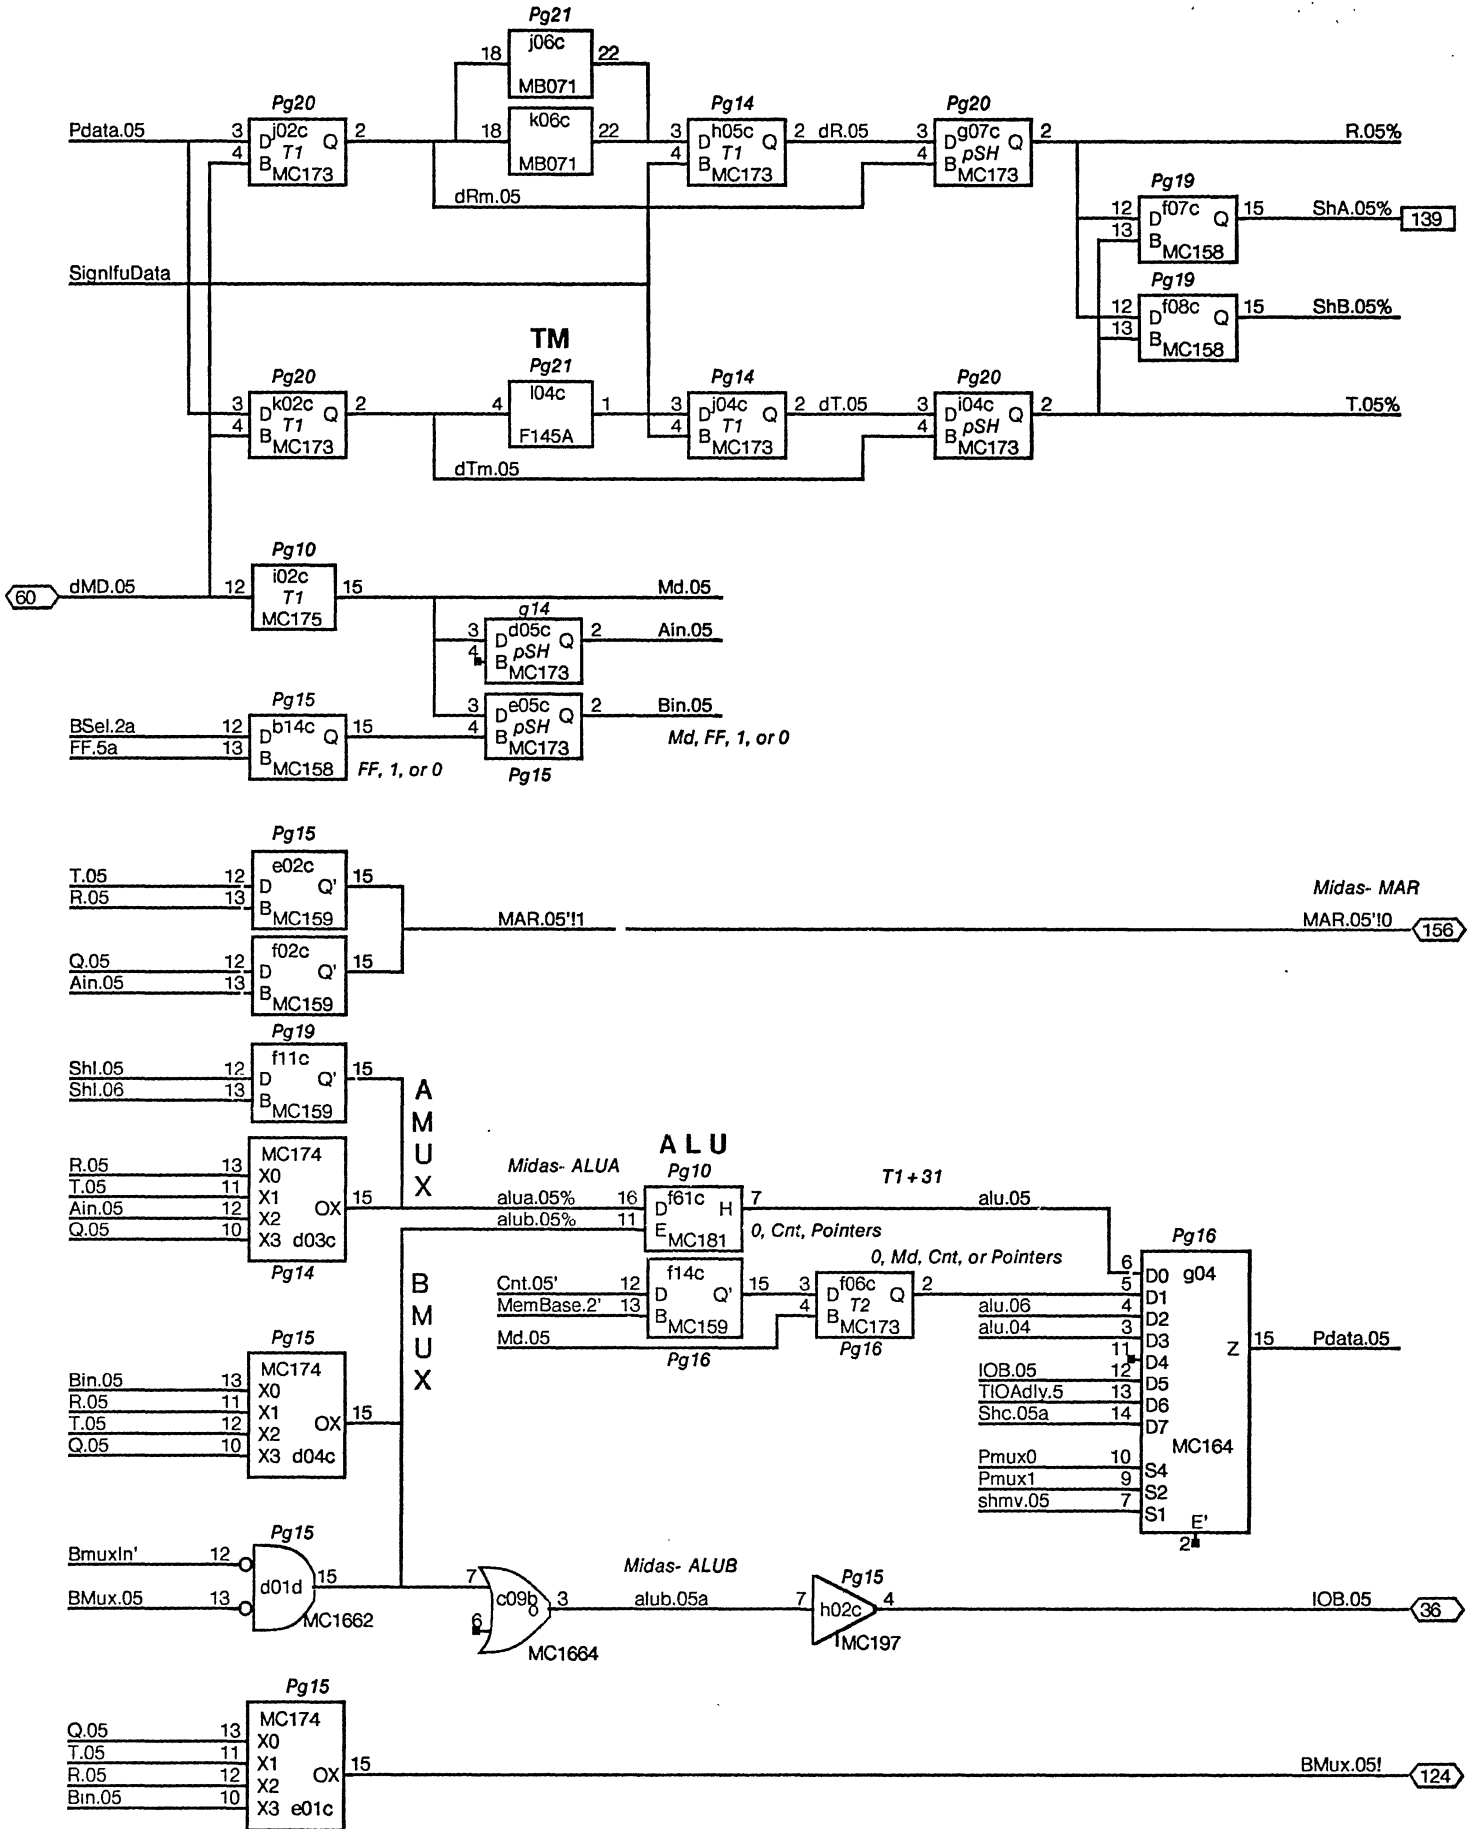 Pg21
j06c
18 22
MB071
Pg20 Pg14 Pg20
Pdata.05 3 D j02c Q 2 18 k06c 22 3 D h05c Q 2 dR.05 3 D g07c Q 2 R.05%
4 B T1 MC173 MB071 4 B T1 MC173 4 B pSH MC173
dRm.05
Pg19
12 D f07c Q 15 ShA.05% 139
13 B MC158
SignIfuData
Pg19
12 D f08c Q 15 ShB.05%
13 B MC158
TM
Pg20 Pg21 Pg14 Pg20
3 D k02c Q 2 4 l04c 1 3 D j04c Q 2 dT.05 3 D i04c Q 2 T.05%
4 B T1 MC173 F145A 4 B T1 MC173 4 B pSH MC173
dTm.05
Pg10
60 dMD.05 12 i02c 15 Md.05
T1
MC175
g14
3 D d05c Q 2 Ain.05
4 B pSH MC173
Pg15
3 D e05c Q 2 Bin.05
BSel.2a 12 D b14c Q 15 4 B pSH MC173
FF.5a 13 B MC158 FF, 1, or 0
Md, FF, 1, or 0
Pg15
Pg15
T.05 12 D e02c Q' 15
R.05 13 B MC159
Midas- MAR
MAR.05'!1 MAR.05'!0 156
Q.05 12 D f02c Q' 15
Ain.05 13 B MC159
Pg19
ShI.05 12 D f11c Q' 15
ShI.06 13 B MC159
A
M
U
X
MC174
R.05 13 X0
T.05 11 X1
Ain.05 12 X2 OX 15
Q.05 10 X3 d03c
Pg14
ALU
Midas- ALUA Pg10 T1+31
alua.05% 16 D f61c H 7 alu.05
alub.05% 11 E MC181 0, Cnt, Pointers
0, Md, Cnt, or Pointers
Cnt.05' 12 D f14c Q' 15 3 D f06c Q 2
MemBase.2' 13 B MC159 4 B T2 MC173
Md.05
Pg16 Pg16
B
M
U
X
Pg16
6 D0 g04
5 D1
alu.06 4 D2
alu.04 3 D3
11 D4
IOB.05 12 D5
TIOAdlv.5 13 D6
Shc.05a 14 D7
Z 15 Pdata.05
MC164
Pmux0 10 S4
Pmux1 9 S2
shmv.05 7 S1
E'
2
Pg15
MC174
Bin.05 13 X0
R.05 11 X1
T.05 12 X2 OX 15
Q.05 10 X3 d04c
Pg15
BmuxIn' 12
BMux.05 13 d01d 15
MC1662
Midas- ALUB
Pg15
7 c09b 3 alub.05a 7 h02c 4 IOB.05 36
6
MC1664 MC197
Pg15
MC174
Q.05 13 X0
T.05 11 X1
R.05 12 X2 OX 15 BMux.05! 124
Bin.05 10 X3 e01c